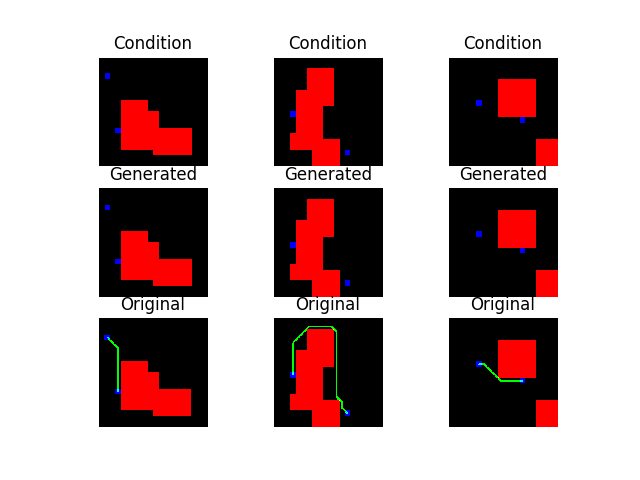 Condition
Condition
Condition
Generated
Generated
Generated
Original
Original
Original